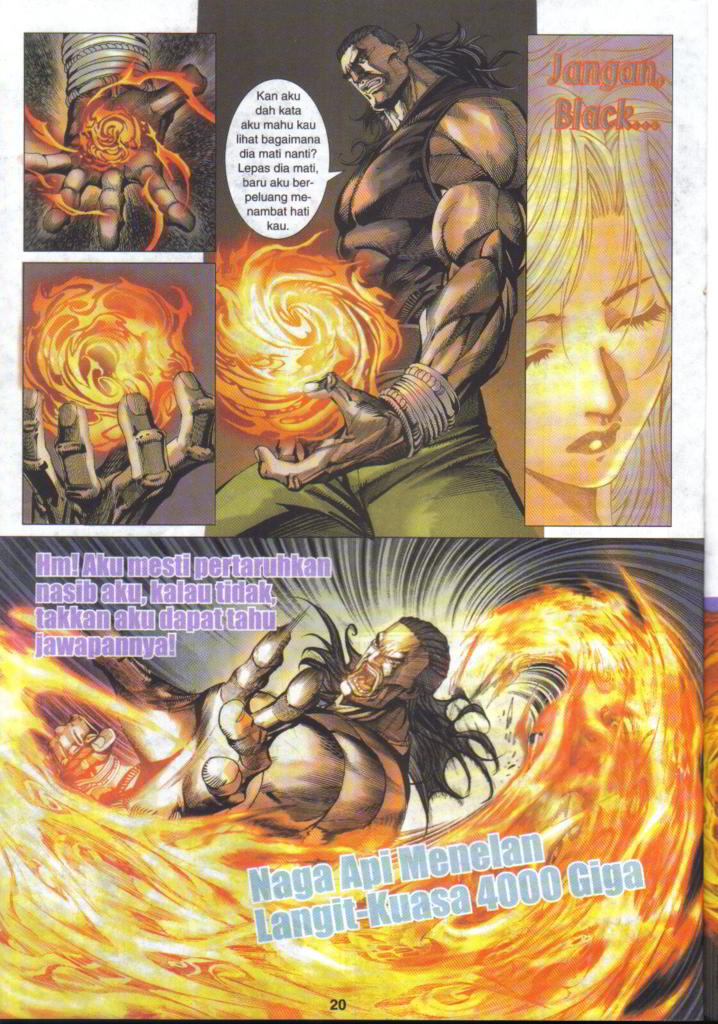 Kan aku
dah kata
aku mahu kau
lihat bagaimana
dia mati nanti?
Lepas dia mati,
baru aku ber-
peluang me-
nambat hati
kau.
Jangan,
Black...
Hm! Aku mesti pertaruhkan
nasib aku, kalau tidak,
takkan aku dapat tahu
jawapannya!
Naga Api Menelan
Langit-Kuasa 4000 Giga
20